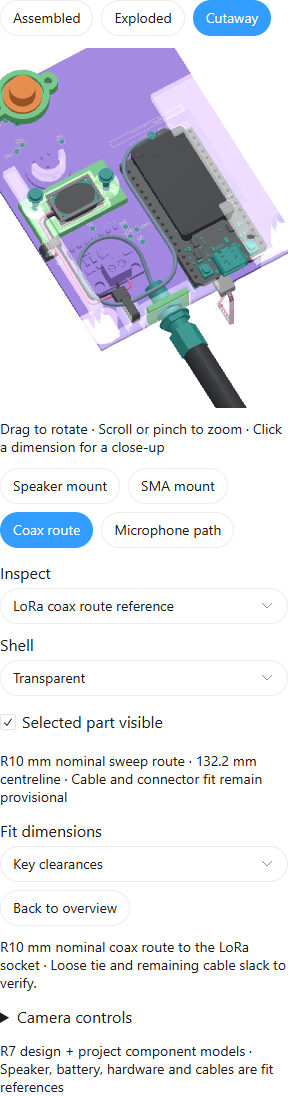 Assembled Exploded Cutaway
Drag to rotate · Scroll or pinch to zoom · Click
a dimension for a close-up
Speaker mount SMA mount
Coax route Microphone path
Inspect
LoRa coax route reference
Shell
Transparent
Selected part visible
R10 mm nominal sweep route · 132.2 mm
centreline · Cable and connector fit remain
provisional
Fit dimensions
Key clearances
Back to overview
R10 mm nominal coax route to the LoRa
socket · Loose tie and remaining cable slack to
verify.
Camera controls
R7 design + project component models ·
Speaker, battery, hardware and cables are fit
references